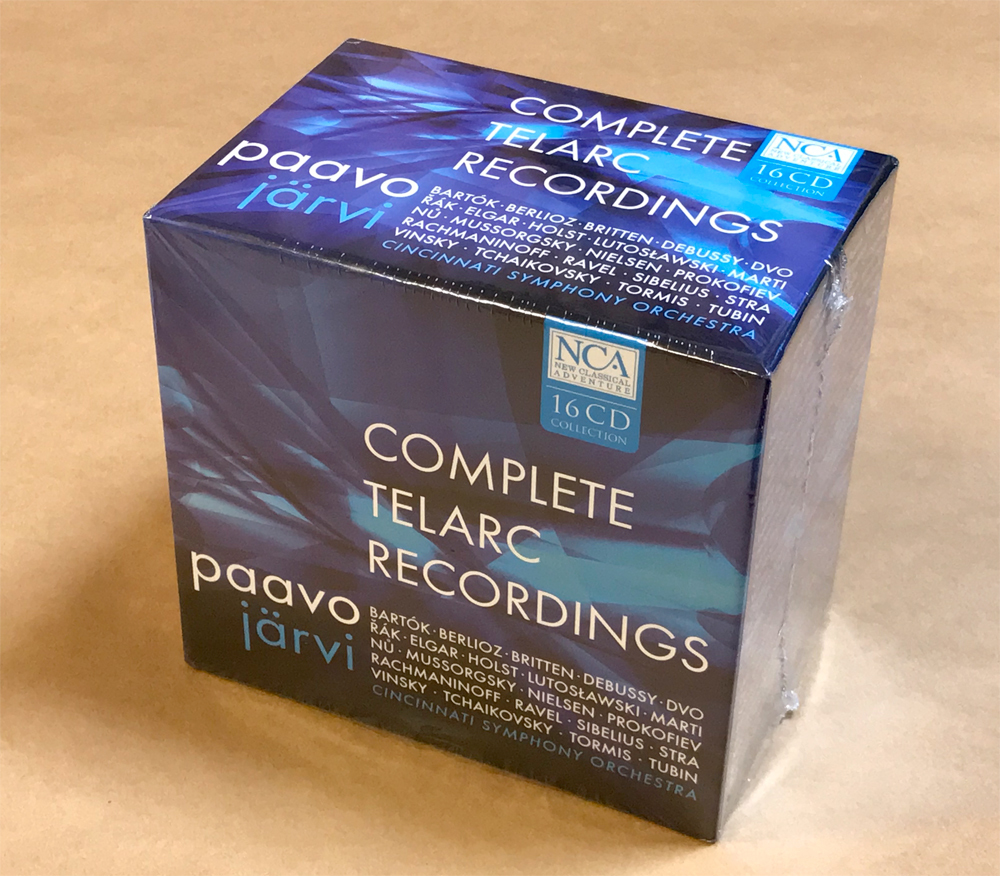 COMPLETE
TELARC
RECORDINGS
NCA
NEW CLASSICAL
ADVENTURE
16 CD
COLLECTION
paavo
järvi
BARTÓK · BERLIOZ · BRITTEN · DEBUSSY · DVO
ŘÁK · ELGAR · HOLST · LUTOSŁAWSKI · MARTI
NŮ · MUSSORGSKY · NIELSEN · PROKOFIEV
RACHMANINOFF · RAVEL · SIBELIUS · STRA
VINSKY · TCHAIKOVSKY · TORMIS · TUBIN
CINCINNATI SYMPHONY ORCHESTRA
NCA
NEW CLASSICAL
ADVENTURE
16 CD
COLLECTION
COMPLETE
TELARC
RECORDINGS
paavo
järvi
BARTÓK · BERLIOZ · BRITTEN · DEBUSSY · DVO
ŘÁK · ELGAR · HOLST · LUTOSŁAWSKI · MARTI
NŮ · MUSSORGSKY · NIELSEN · PROKOFIEV
RACHMANINOFF · RAVEL · SIBELIUS · STRA
VINSKY · TCHAIKOVSKY · TORMIS · TUBIN
CINCINNATI SYMPHONY ORCHESTRA